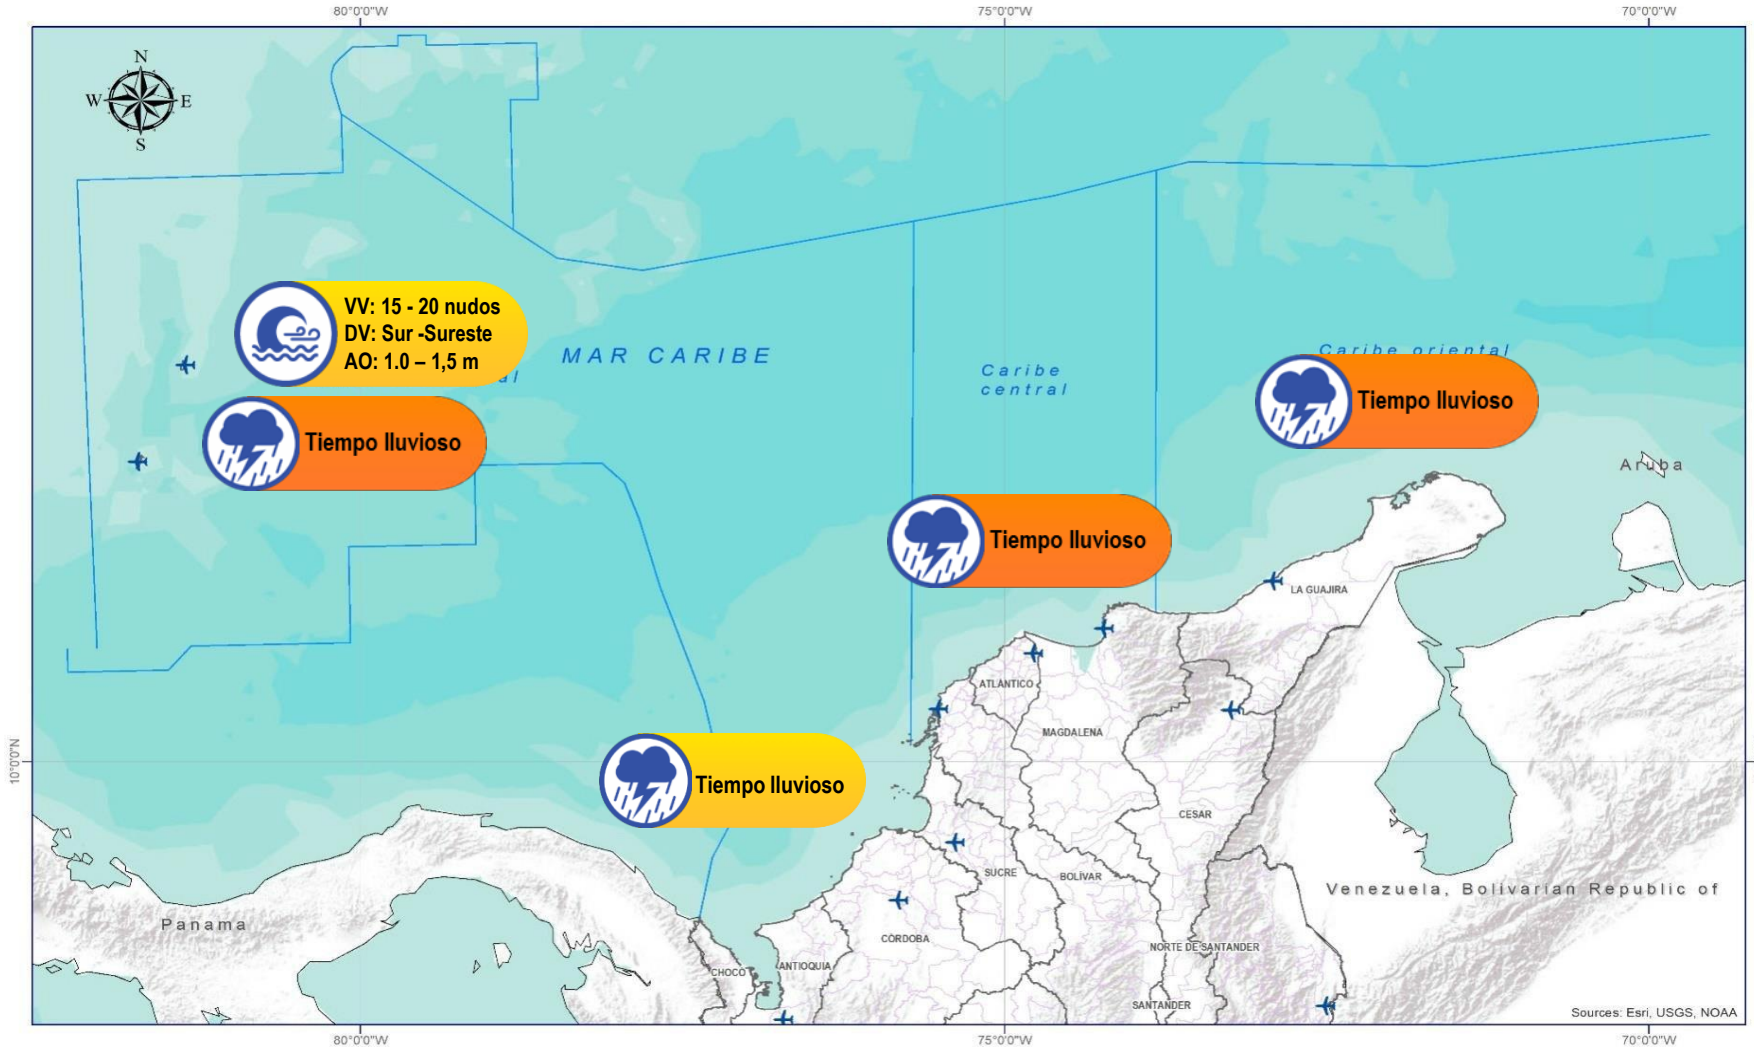 80°0'0"W
75°0'0"W
70°0'0"W
N
W
E
S
VV: 15 - 20 nudos
DV: Sur -Sureste
AO: 1.0 – 1,5 m
al
MAR CARIBE
Caribe
central
Caribe oriental
Tiempo lluvioso
Tiempo lluvioso
Aruba
Tiempo lluvioso
LA GUAJIRA
ATLÁNTICO
MAGDALENA
10°0'0"N
Tiempo lluvioso
CESAR
SUCRE
BOLÍVAR
Venezuela, Bolivarian Republic of
Panama
CÓRDOBA
NORTE DE SANTANDER
CHOCÓ
ANTIOQUIA
SANTANDER
Sources: Esri, USGS, NOAA
80°0'0"W
75°0'0"W
70°0'0"W